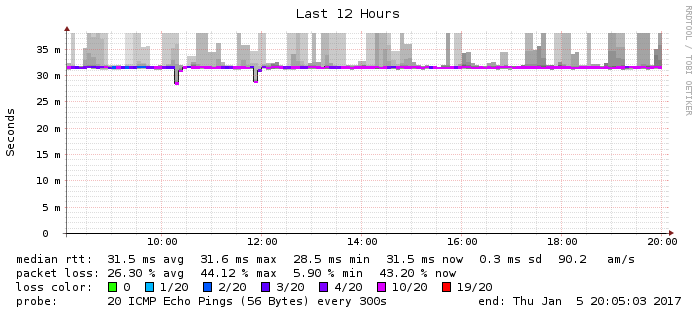 Last 12 Hours
RRDTOOL / TOBI OETIKER
Seconds
35 m
30 m
25 m
20 m
15 m
10 m
5 m
0
10:00 12:00 14:00 16:00 18:00 20:00
median rtt: 31.5 ms avg 31.6 ms max 28.5 ms min 31.5 ms now 0.3 ms sd 90.2 am/s
packet loss: 26.30 % avg 44.12 % max 5.90 % min 43.20 % now
loss color: 0 1/20 2/20 3/20 4/20 10/20 19/20
probe: 20 ICMP Echo Pings (56 Bytes) every 300s end: Thu Jan 5 20:05:03 2017